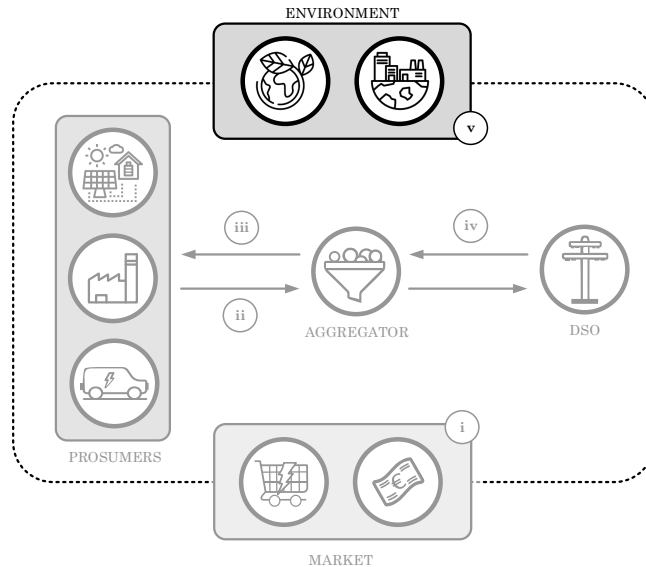 ENVIRONMENT
v
iii
iv
ii
AGGREGATOR
DSO
i
PROSUMERS
€
MARKET